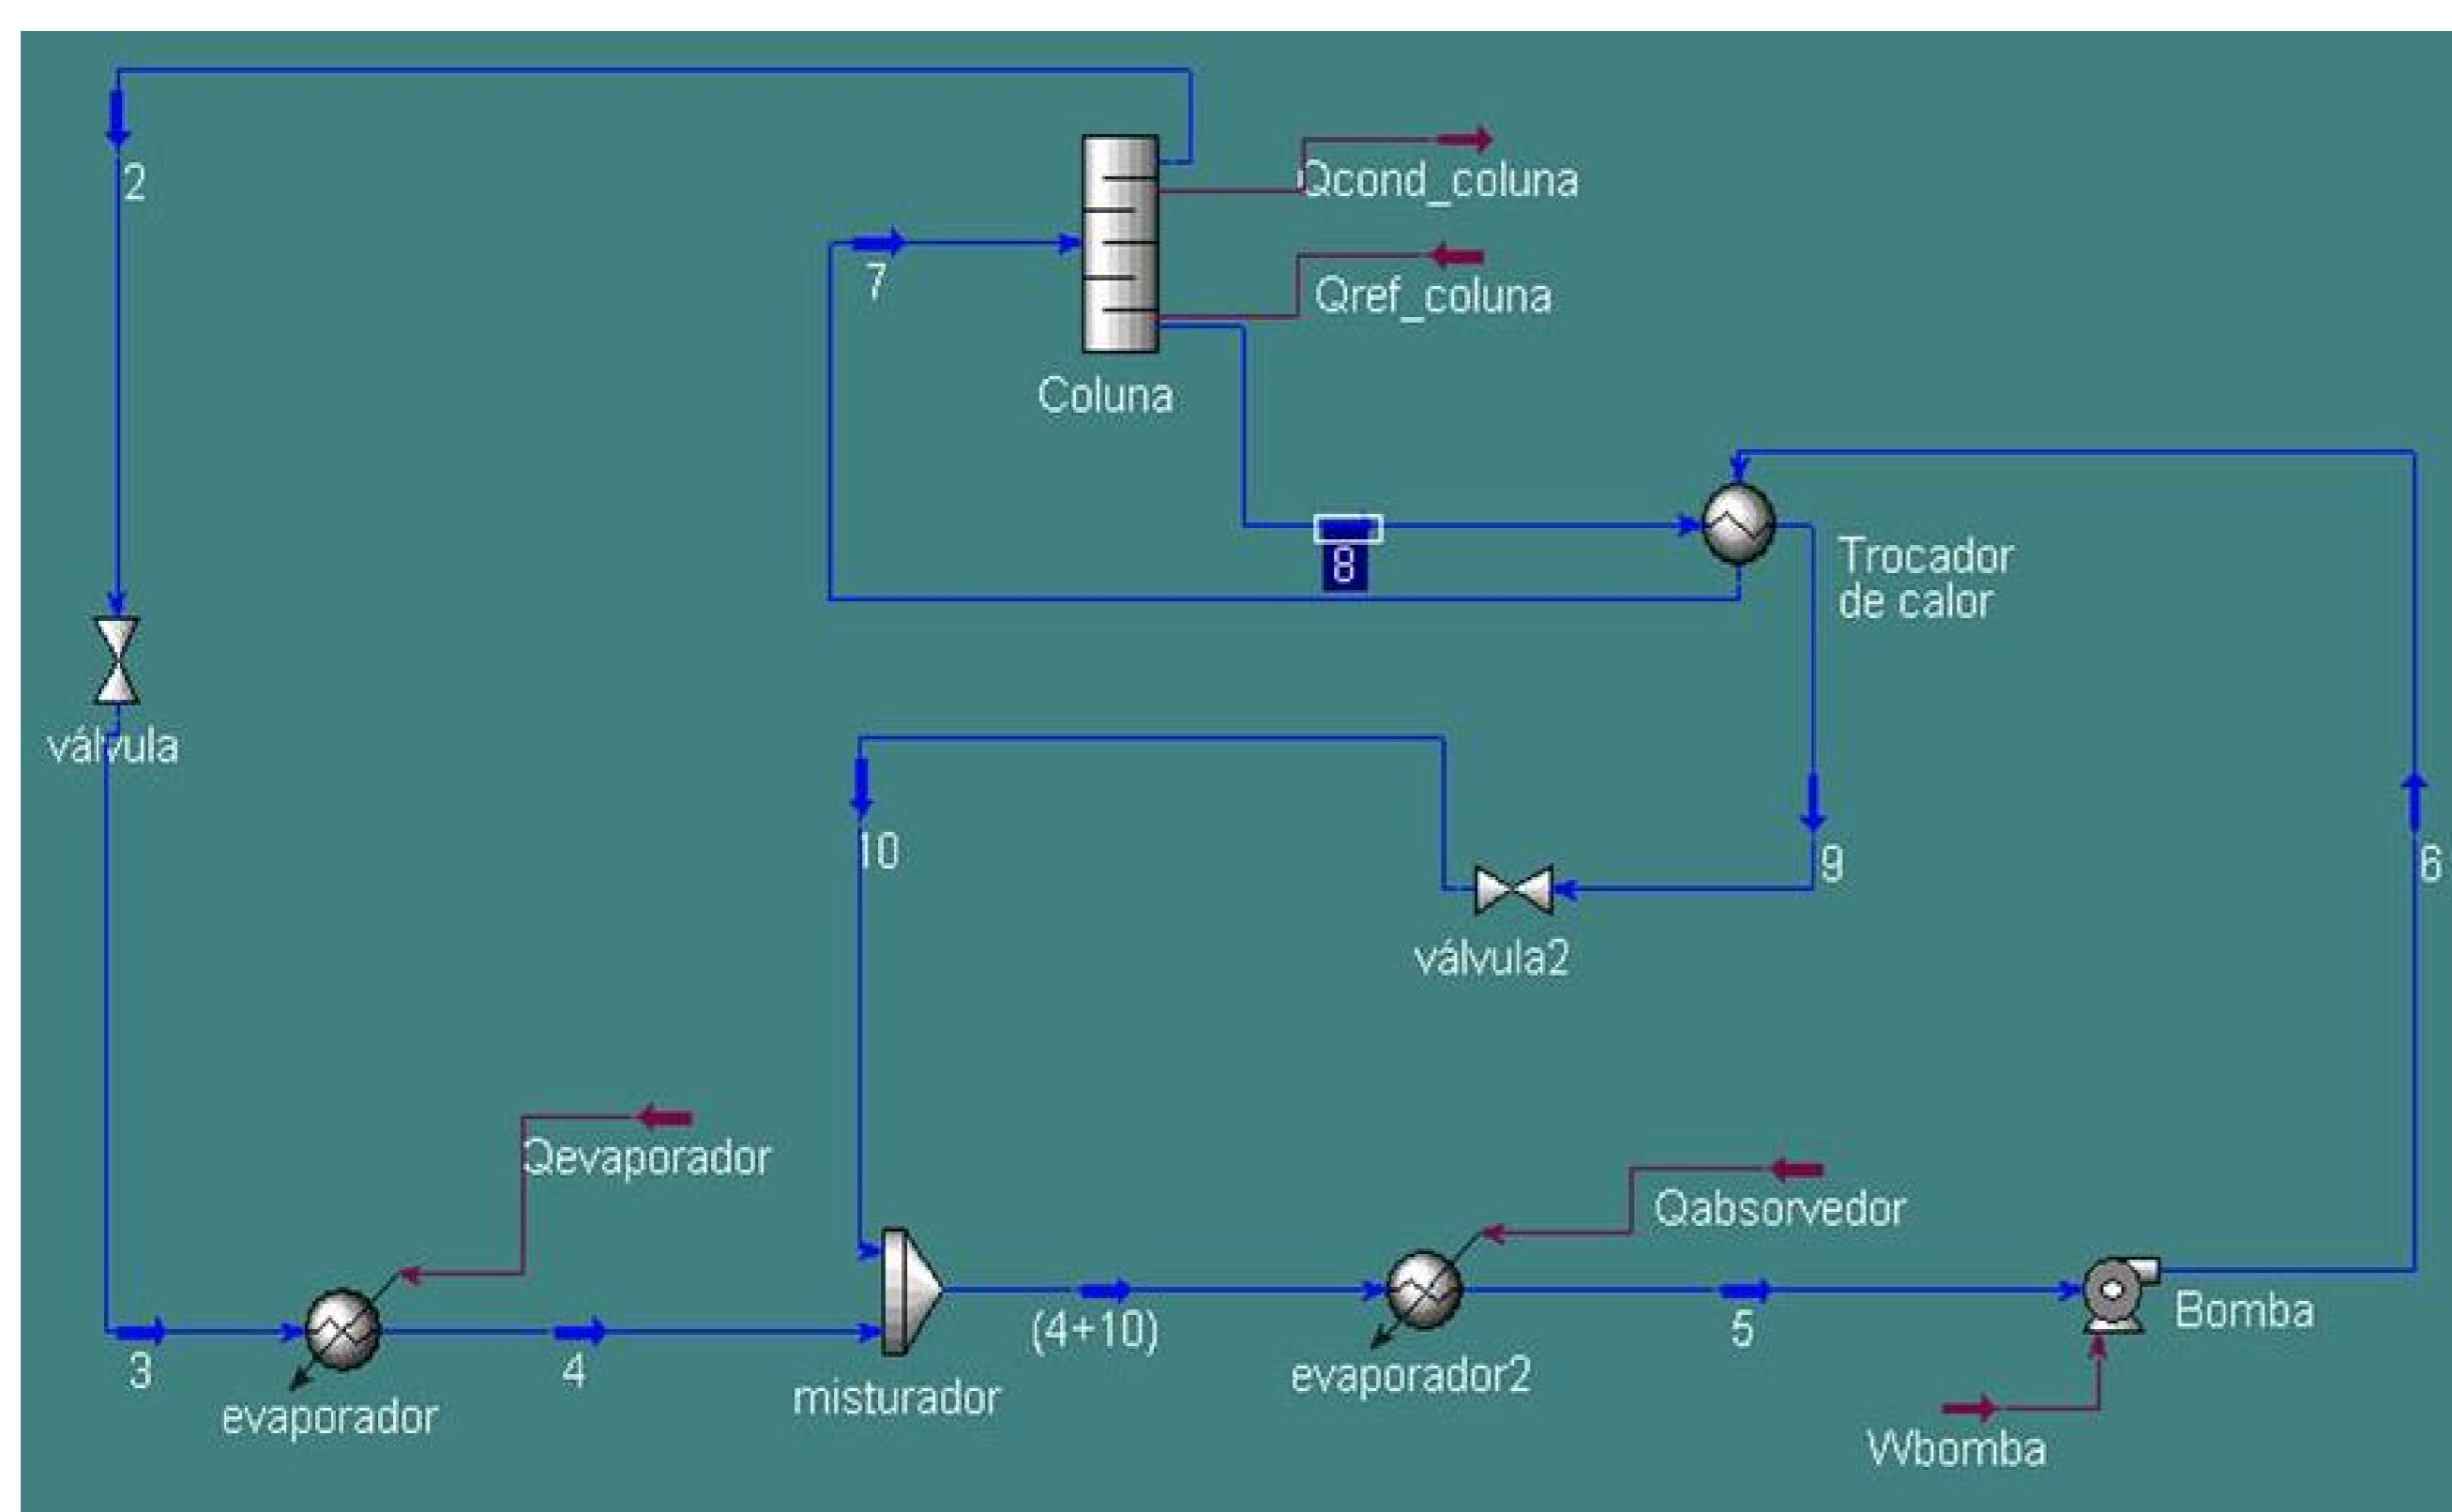 2
Qcond_coluna
7
Qref_coluna
Coluna
8
Trocador
de calor
válvula
10
9
6
válvula2
Qevaporador
Qabsorvedor
(4+10)
5
Bomba
3
4
misturador
evaporador2
evaporador
Wbomba